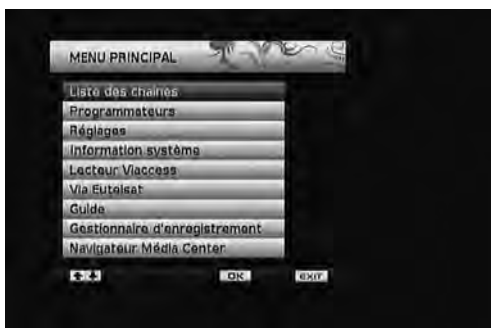 MENU PRINCIPAL
Liste des chaînes
Programmateurs
Réglages
Information système
Lecteur Viaccess
Via Eutelsat
Guide
Gestionnaire d'enregistrement
Navigateur Média Center
OK EXIT